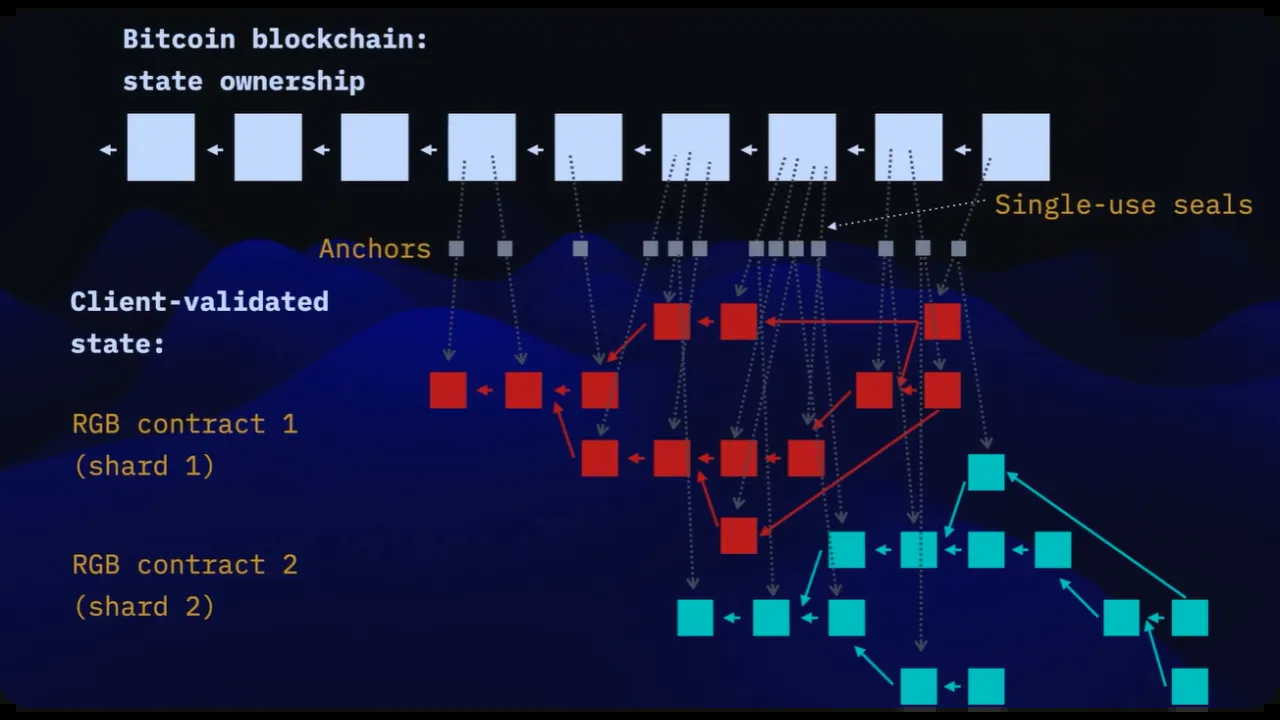 Bitcoin blockchain:
state ownership
Single-use seals
Anchors
Client-validated
state:
RGB contract 1
(shard 1)
RGB contract 2
(shard 2)